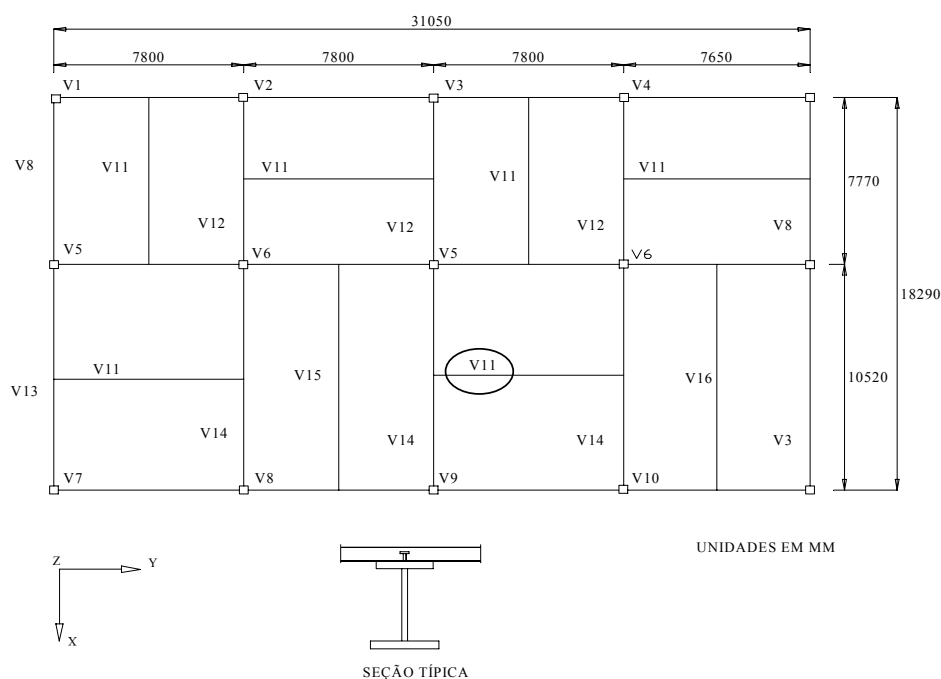 31050
7800 7800 7800 7650
V1 V2 V3 V4
V8 V11 V11 V11 V11
7770
V12 V12 V12 V8
V5 V6 V5 V6
18290
V11 V15 V11 V16 10520
V13
V14 V14 V14 V3
V7 V8 V9 V10
UNIDADES EM MM
Z Y
X
SEÇÃO TÍPICA